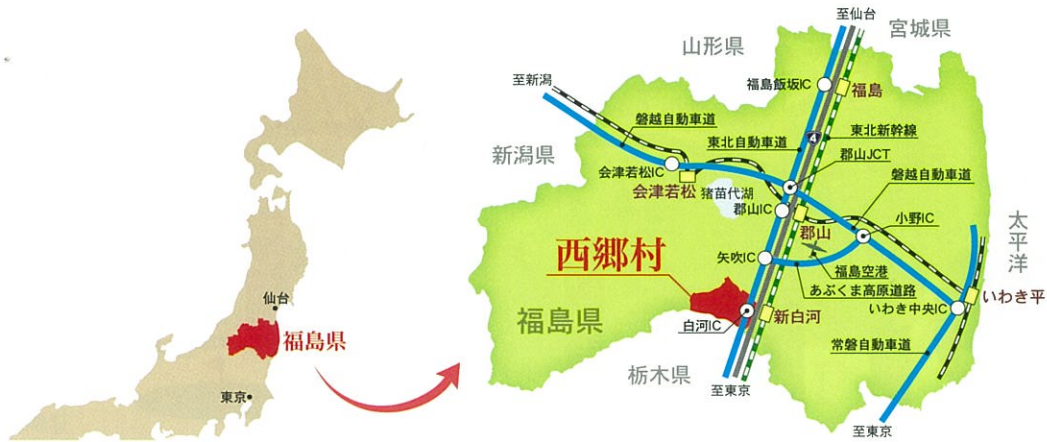 仙台
福島県
東京
至仙台
宮城県
山形県
至新潟
福島飯坂IC
福島
磐越自動車道
東北自動車道
4
東北新幹線
新潟県
郡山JCT
会津若松IC
磐越自動車道
会津若松
猪苗代湖
郡山IC
小野IC
郡山
太平洋
西郷村
矢吹IC
福島空港
あぶくま高原道路
いわき平
いわき中央IC
福島県
白河IC
新白河
常磐自動車道
栃木県
至東京
至東京